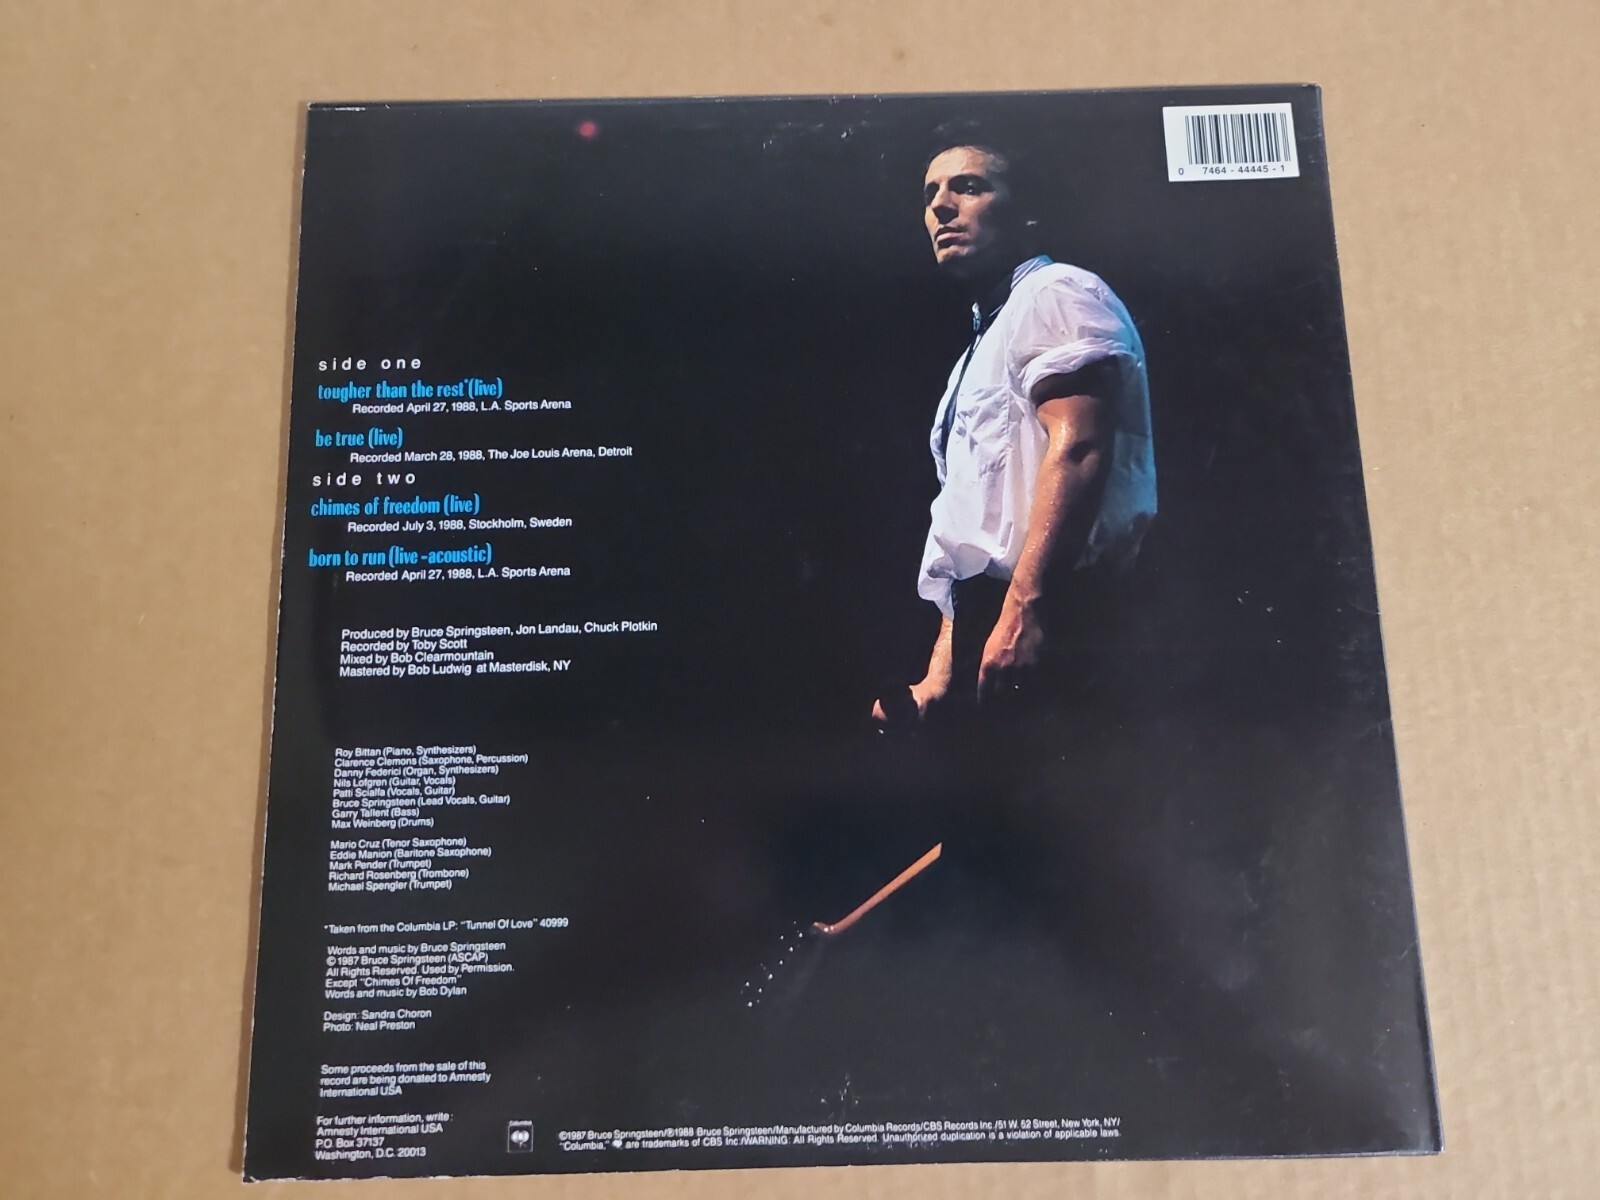 0 7464 - 44445 - 1
side one
tougher than the rest*(live)
Recorded April 27, 1988, L.A. Sports Arena
be true (live)
Recorded March 28, 1988, The Joe Louis Arena, Detroit
side two
chimes of freedom (live)
Recorded July 3, 1988, Stockholm, Sweden
born to run (live-acoustic)
Recorded April 27, 1988, L.A. Sports Arena
Produced by Bruce Springsteen, Jon Landau, Chuck Plotkin
Recorded by Toby Scott
Mixed by Bob Clearmountain
Mastered by Bob Ludwig at Masterdisk, NY
Roy Bittan (Piano, Synthesizers)
Clarence Clemons (Saxophone, Percussion)
Danny Federici (Organ, Synthesizers)
Nils Lofgren (Guitar, Vocals)
Patti Scialfa (Vocals, Guitar)
Bruce Springsteen (Lead Vocals, Guitar)
Garry Tallent (Bass)
Max Weinberg (Drums)
Mario Cruz (Tenor Saxophone)
Eddie Manion (Baritone Saxophone)
Mark Pender (Trumpet)
Richard Rosenberg (Trombone)
Michael Spengler (Trumpet)
*Taken from the Columbia LP: "Tunnel Of Love" 40999
Words and music by Bruce Springsteen
©1987 Bruce Springsteen (ASCAP)
All Rights Reserved. Used by Permission.
Except "Chimes Of Freedom"
Words and music by Bob Dylan
Design: Sandra Choron
Photo: Neal Preston
Some proceeds from the sale of this
record are being donated to Amnesty
International USA
For further information, write:
Amnesty International USA
P.O. Box 37137
Washington, D.C. 20013
Columbia
©1987 Bruce Springsteen/℗1988 Bruce Springsteen/Manufactured by Columbia Records/CBS Records Inc./51 W. 52 Street, New York, NY/
"Columbia," are trademarks of CBS Inc./WARNING: All Rights Reserved. Unauthorized duplication is a violation of applicable laws.